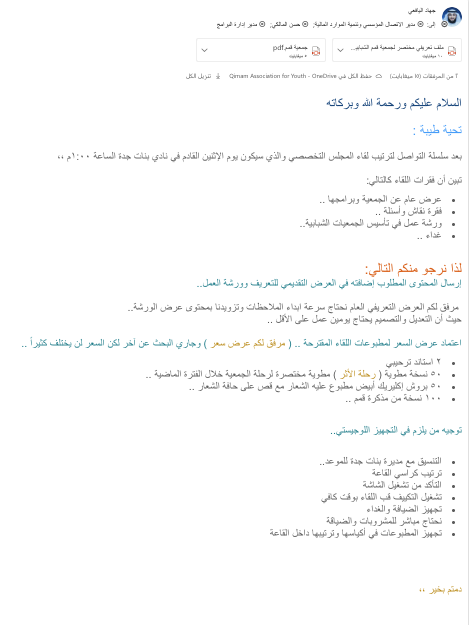 جهاد اليافعي
إلى: مدير الاتصال المؤسسي وتنمية الموارد المالية; حسن المالكي; مدير إدارة البرامج
ملف تعريفي مختصر لجمعية قمم الشباب...
١٠ ميغابايت
جمعية قمم.pdf
٢ من المرفقات (١٥ ميغابايت) حفظ الكل في Qimam Association for Youth - OneDrive تنزيل الكل
السلام عليكم ورحمة الله وبركاته
تحية طيبة :
بعد سلسلة التواصل لترتيب لقاء المجلس التخصصي والذي سيكون يوم الإثنين القادم في نادي بنات جدة الساعة ١:٠٠م ،،
تبين أن فقرات اللقاء كالتالي:
• عرض عام عن الجمعية وبرامجها ..
• فقرة نقاش وأسئلة ..
• ورشة عمل في تأسيس الجمعيات الشبابية..
• غداء ..
لذا نرجو منكم التالي:
إرسال المحتوى المطلوب إضافته في العرض التقديمي للتعريف وورشة العمل..
مرفق لكم العرض التعريفي العام نحتاج سرعة ابداء الملاحظات وتزويدنا بمحتوى عرض الورشة..
حيث أن التعديل والتصميم يحتاج يومين عمل على الأقل ..
اعتماد عرض السعر لمطبوعات اللقاء المقترحة .. ( مرفق لكم عرض سعر ) وجاري البحث عن آخر لكن السعر لن يختلف كثيراً ..
• ٢ استاند ترحيبي
• ٥٠ نسخة مطوية ( رحلة الأثر ) مطوية مختصرة لرحلة الجمعية خلال الفترة الماضية ..
• ٥٠ بروش إكليريك أبيض مطبوع عليه الشعار مع قص على حافة الشعار ..
• ١٠٠ نسخة من مذكرة قمم ..
توجيه من يلزم في التجهيز اللوجيستي..
• التنسيق مع مديرة بنات جدة للموعد..
• ترتيب كراسي القاعة
• التأكد من تشغيل الشاشة
• تشغيل التكييف قب اللقاء بوقت كافي
• تجهيز الضيافة والغداء
• نحتاج مباشر للمشروبات والضيافة
• تجهيز المطبوعات في أكياسها وترتيبها داخل القاعة
دمتم بخير ،،